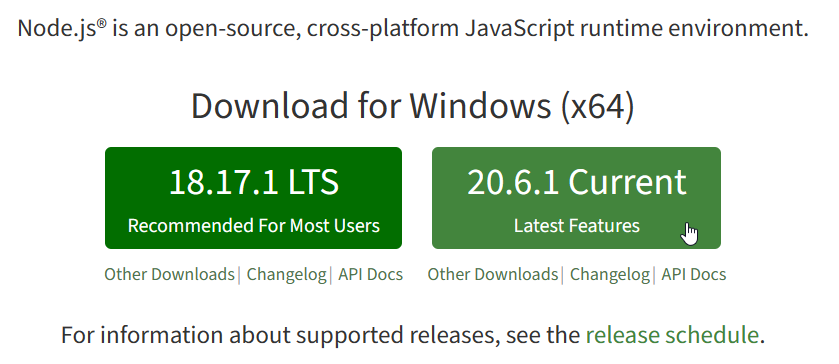 Node.js® is an open-source, cross-platform JavaScript runtime environment.
Download for Windows (x64)
18.17.1 LTS
Recommended For Most Users
20.6.1 Current
Latest Features
Other Downloads | Changelog | API Docs
Other Downloads | Changelog | API Docs
For information about supported releases, see the release schedule.